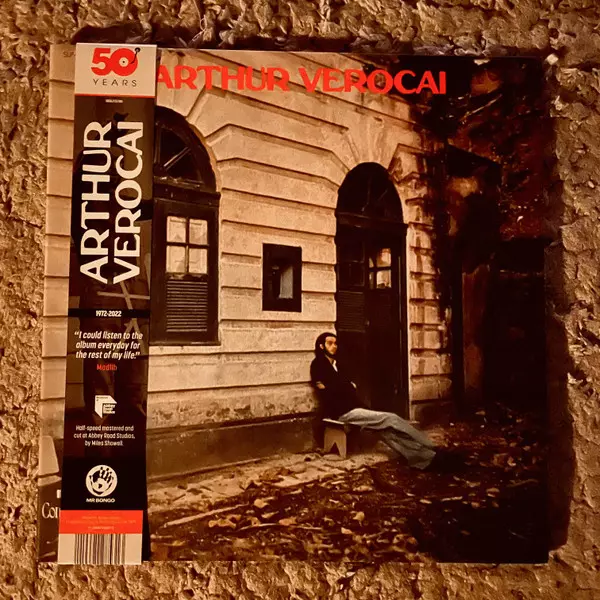 50
YEARS
ARTHUR VEROCAI
ARTHUR
VEROCAI
1972-2022
"I could listen to the
album everyday for
the rest of my life."
Madlib
Half-speed mastered and
cut at Abbey Road Studios,
by Miles Showell
MR BONGO
Con